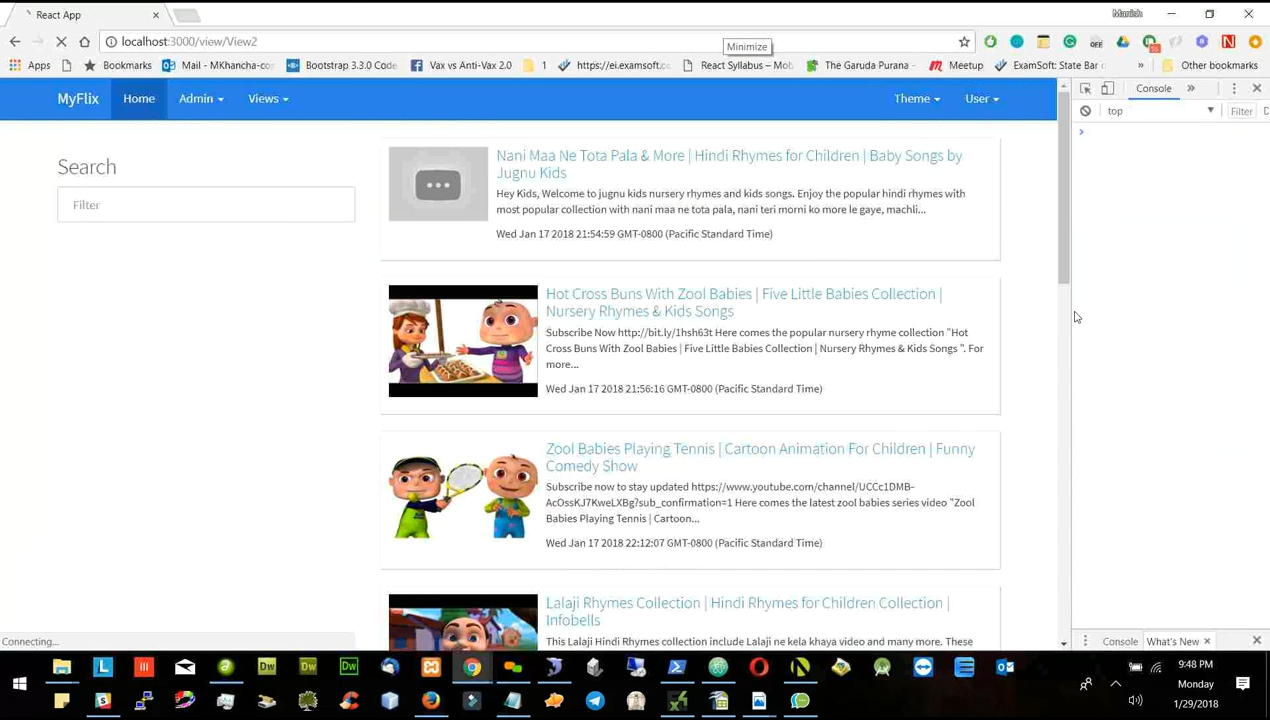 React App
Manish
localhost:3000/view/View2
Minimize
Apps
Bookmarks
Mail - MKhancha-co
Bootstrap 3.3.0 Code
Vax vs Anti-Vax 2.0
1
https://ei.examsoft.c
React Syllabus – Mob
The Garuda Purana -
Meetup
ExamSoft: State Bar o
»
Other bookmarks
MyFlix
Home
Admin
Views
Theme
User
Console
»
top
Filter
Search
Filter
Nani Maa Ne Tota Pala & More | Hindi Rhymes for Children | Baby Songs by
Jugnu Kids
Hey Kids, Welcome to jugnu kids nursery rhymes and kids songs. Enjoy the popular hindi rhymes with
most popular collection with nani maa ne tota pala, nani teri morni ko more le gaye, machli...
Wed Jan 17 2018 21:54:59 GMT-0800 (Pacific Standard Time)
Hot Cross Buns With Zool Babies | Five Little Babies Collection |
Nursery Rhymes & Kids Songs
Subscribe Now http://bit.ly/1hsh63t Here comes the popular nursery rhyme collection "Hot
Cross Buns With Zool Babies | Five Little Babies Collection | Nursery Rhymes & Kids Songs ". For
more...
Wed Jan 17 2018 21:56:16 GMT-0800 (Pacific Standard Time)
Zool Babies Playing Tennis | Cartoon Animation For Children | Funny
Comedy Show
Subscribe now to stay updated https://www.youtube.com/channel/UCCc1DMB-
AcOssKJ7KweLXBg?sub_confirmation=1 Here comes the latest zool babies series video "Zool
Babies Playing Tennis | Cartoon...
Wed Jan 17 2018 22:12:07 GMT-0800 (Pacific Standard Time)
Lalaji Rhymes Collection | Hindi Rhymes for Children Collection |
Infobells
This Lalaji Hindi Rhymes collection include Lalaji ne kela khaya video and many more. These
Connecting...
Console
What's New
9:48 PM
Monday
1/29/2018